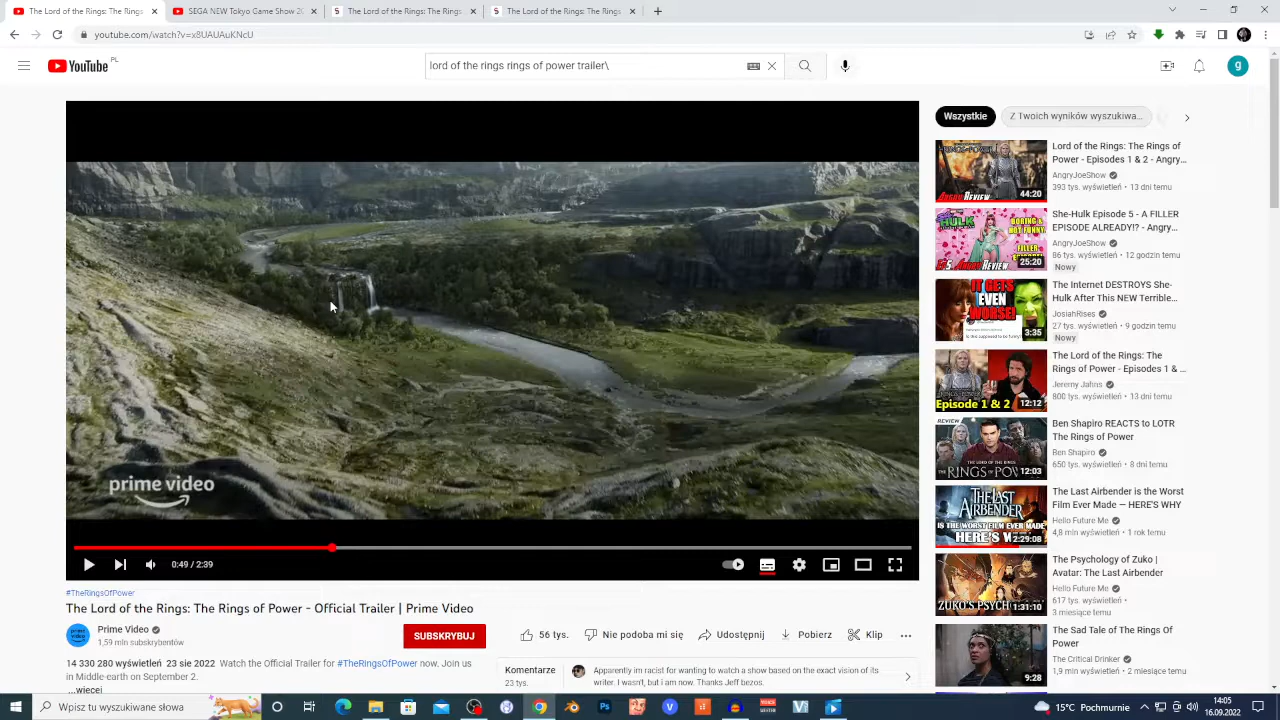 The Lord of the Rings: The Rings
SEGA NEW Tokyo Game Show 20
The Lord of the Rings: The Rings
The Lord of the Rings: The Rings
youtube.com/watch?v=x8UAUAuKNcU
YouTube PL
lord of the rings rings of power trailer\
g
Wszystkie
Z Twoich wyników wyszukiwa...
44:20
Lord of the Rings: The Rings of
Power - Episodes 1 & 2 - Angry...
AngryJoeShow
393 tys. wyświetleń • 13 dni temu
25:20
She-Hulk Episode 5 - A FILLER
EPISODE ALREADY!? - Angry...
AngryJoeShow
86 tys. wyświetleń • 12 godzin temu
Nowy
IT GETS
EVEN
WORSE!
3:35
The Internet DESTROYS She-
Hulk After This NEW Terrible...
JosiahRises
27 tys. wyświetleń • 9 godzin temu
Nowy
Episode 1 & 2
12:12
The Lord of the Rings: The
Rings of Power - Episodes 1 & ...
Jeremy Jahns
800 tys. wyświetleń • 13 dni temu
REVIEW
12:03
Ben Shapiro REACTS to LOTR
The Rings of Power
Ben Shapiro
650 tys. wyświetleń • 8 dni temu
THE LAST
AIRBENDER
IS THE WORST FILM EVER MADE
HERE'S W
2:29:08
The Last Airbender is the Worst
Film Ever Made — HERE'S WHY
Hello Future Me
4,8 mln wyświetleń • 1 rok temu
1:31:10
The Psychology of Zuko |
Avatar: The Last Airbender
Hello Future Me
617 tys. wyświetleń •
3 miesiące temu
9:28
The Sad Tale of The Rings Of
Power
The Critical Drinker
1,9 mln wyświetleń • 2 miesiące temu
prime video
0:49 / 2:39
#TheRingsOfPower
The Lord of the Rings: The Rings of Power - Official Trailer | Prime Video
Prime Video
1,59 mln subskrybentów
SUBSKRYBUJ
56 tys.
Nie podoba mi się
Udostępnij
Pobierz
Klip
14 330 280 wyświetleń 23 sie 2022 Watch the Official Trailer for #TheRingsOfPower now. Join us
in Middle-earth on September 2.
...więcej
Komentarze
23 tys.
Apparently im racist for wanting to watch a show based on the exact vision of its
writer. I wasn't, but i am now. Thanks Jeff bezos.
Wpisz tu wyszukiwane słowa
15°C Pochmurnie
14:05
16.09.2022